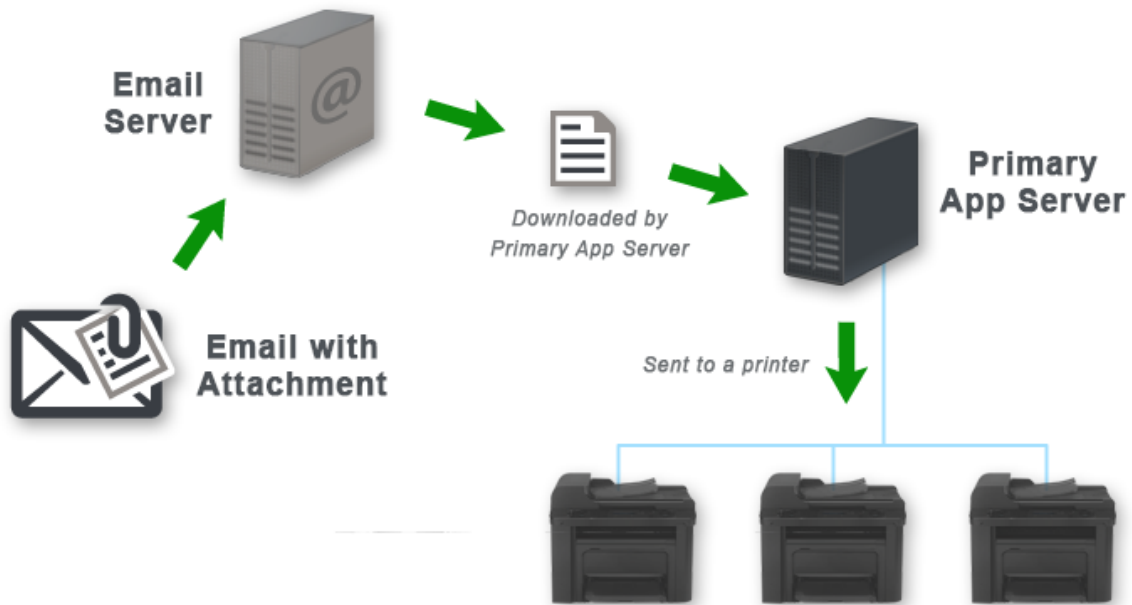 Email
Server
@
Downloaded by
Primary App Server
Primary
App Server
Email with
Attachment
Sent to a printer